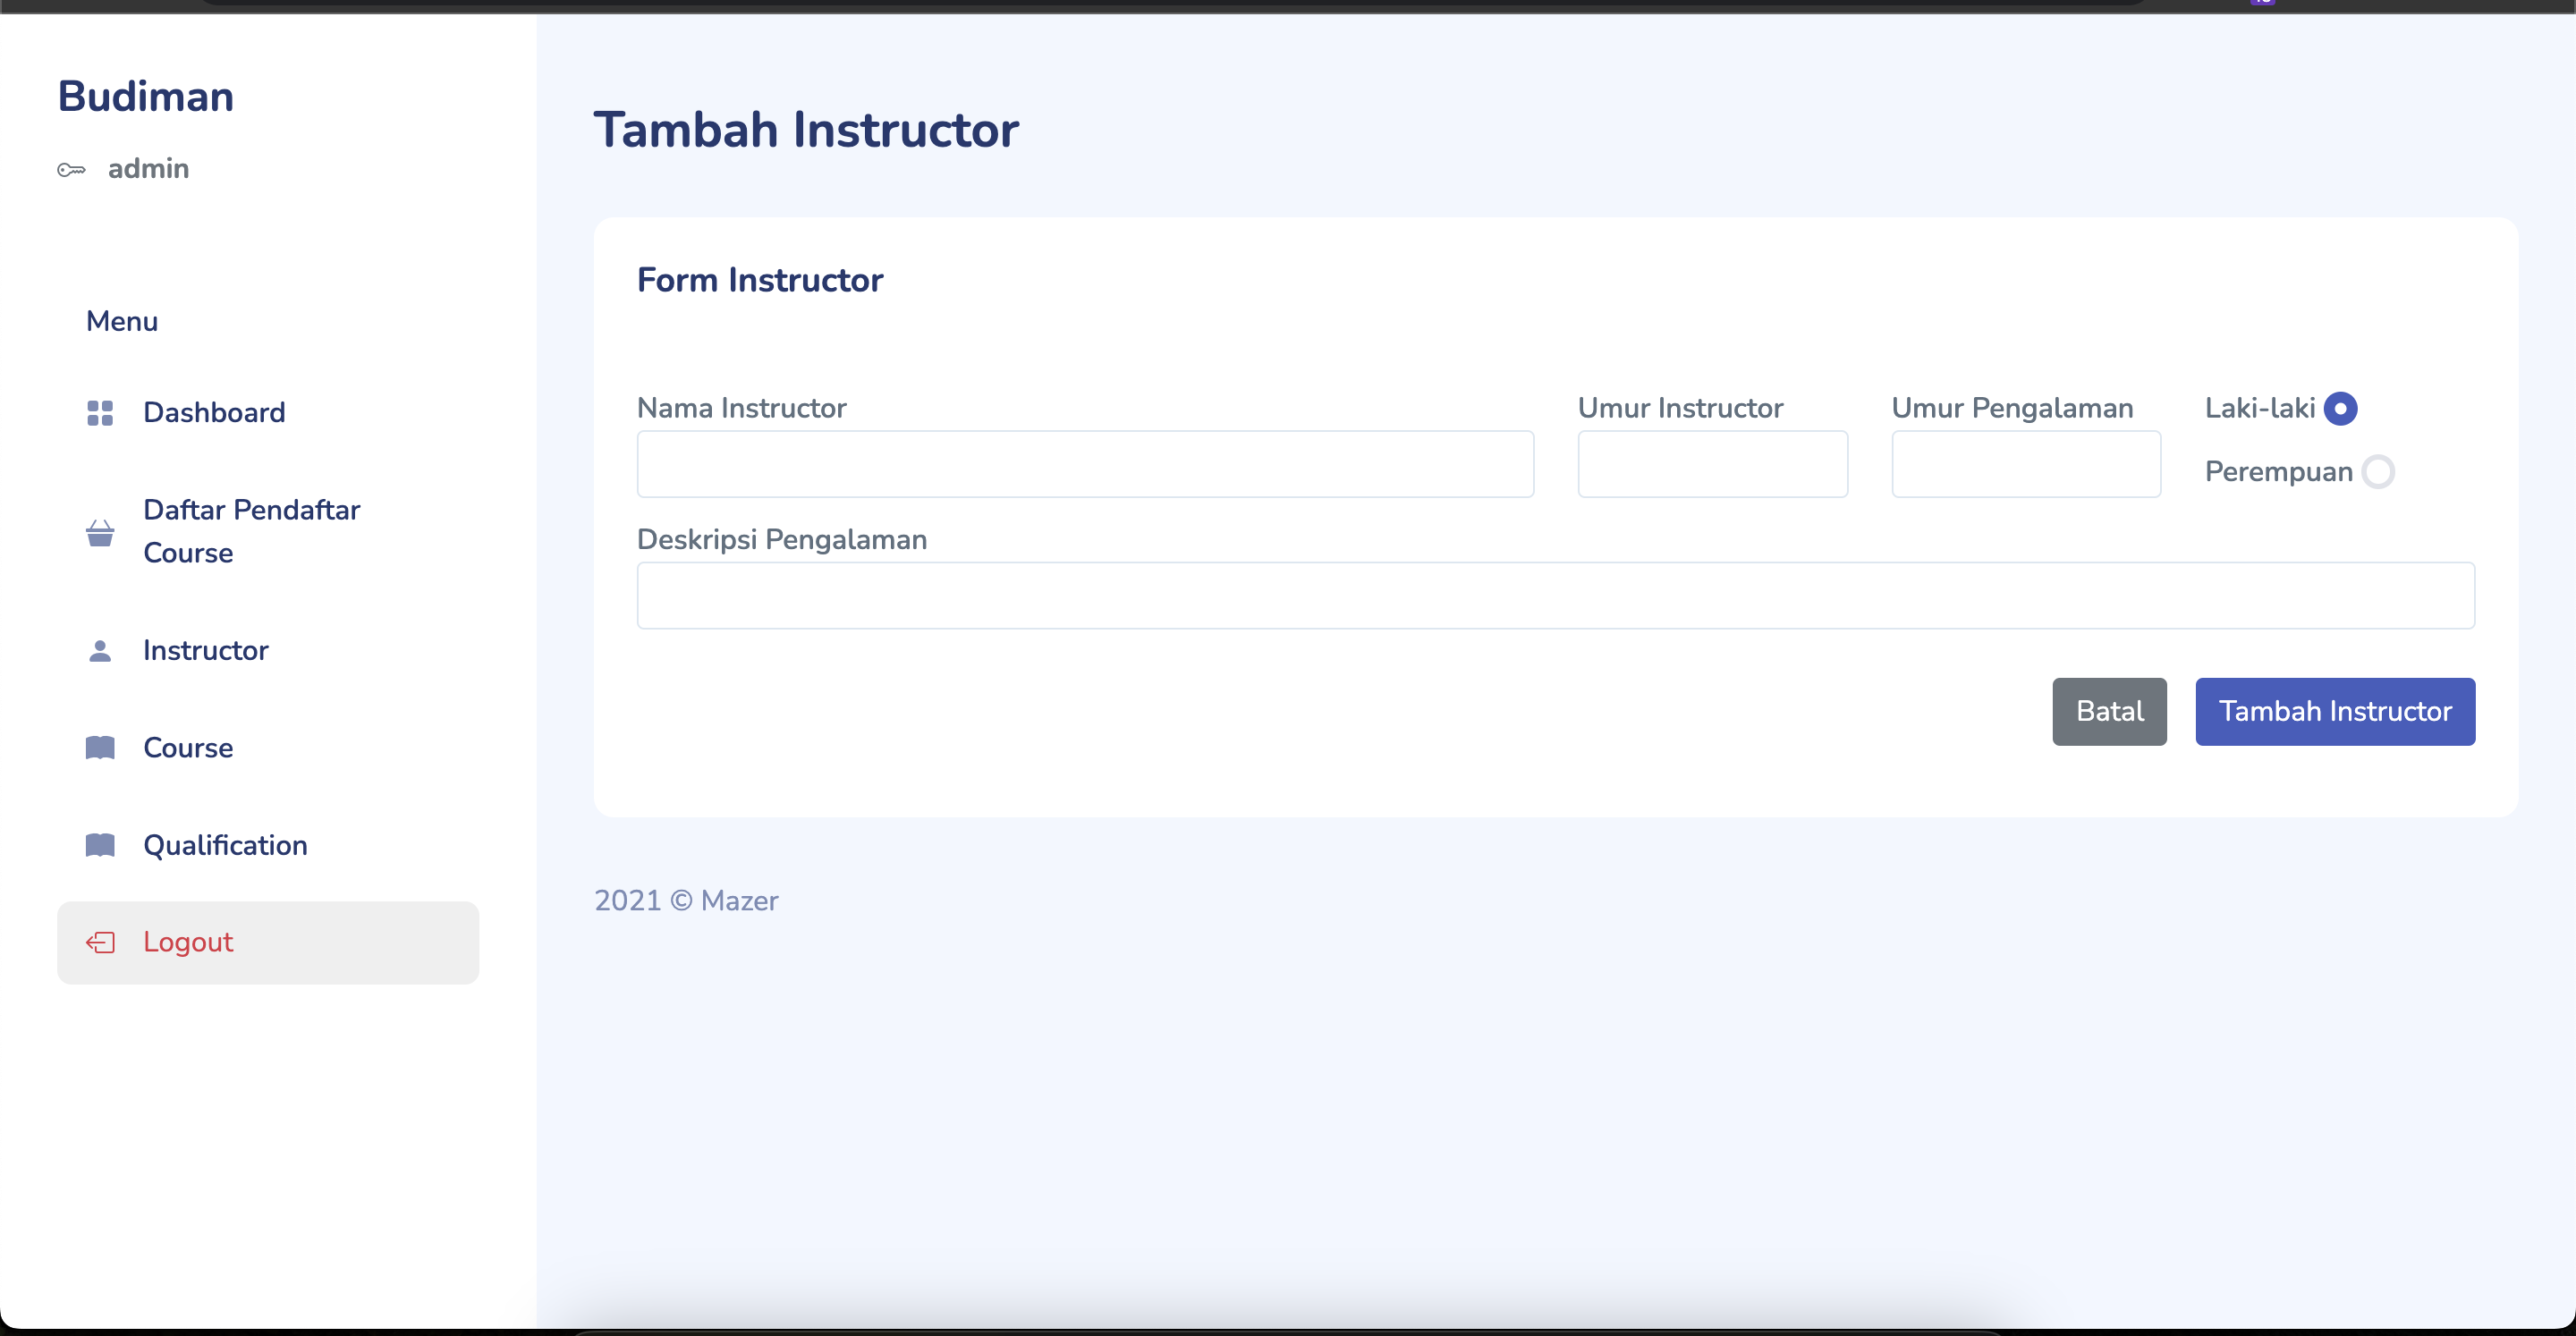 Budiman
admin
Menu
Dashboard
Daftar Pendaftar
Course
Instructor
Course
Qualification
Logout
Tambah Instructor
Form Instructor
Nama Instructor
Umur Instructor
Umur Pengalaman
Laki-laki
Perempuan
Deskripsi Pengalaman
Batal
Tambah Instructor
2021 © Mazer